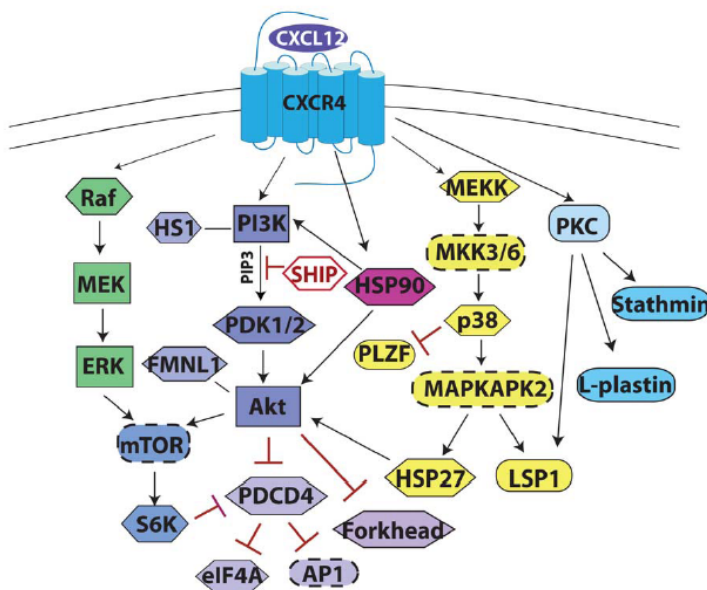 CXCL12
CXCR4
Raf
HS1
PI3K
MEKK
PKC
MEK
PIP3
SHIP
HSP90
MKK3/6
Stathmin
ERK
FMNL1
PDK1/2
PLZF
p38
L-plastin
mTOR
Akt
MAPKAPK2
S6K
PDCD4
HSP27
LSP1
Forkhead
eIF4A
AP1